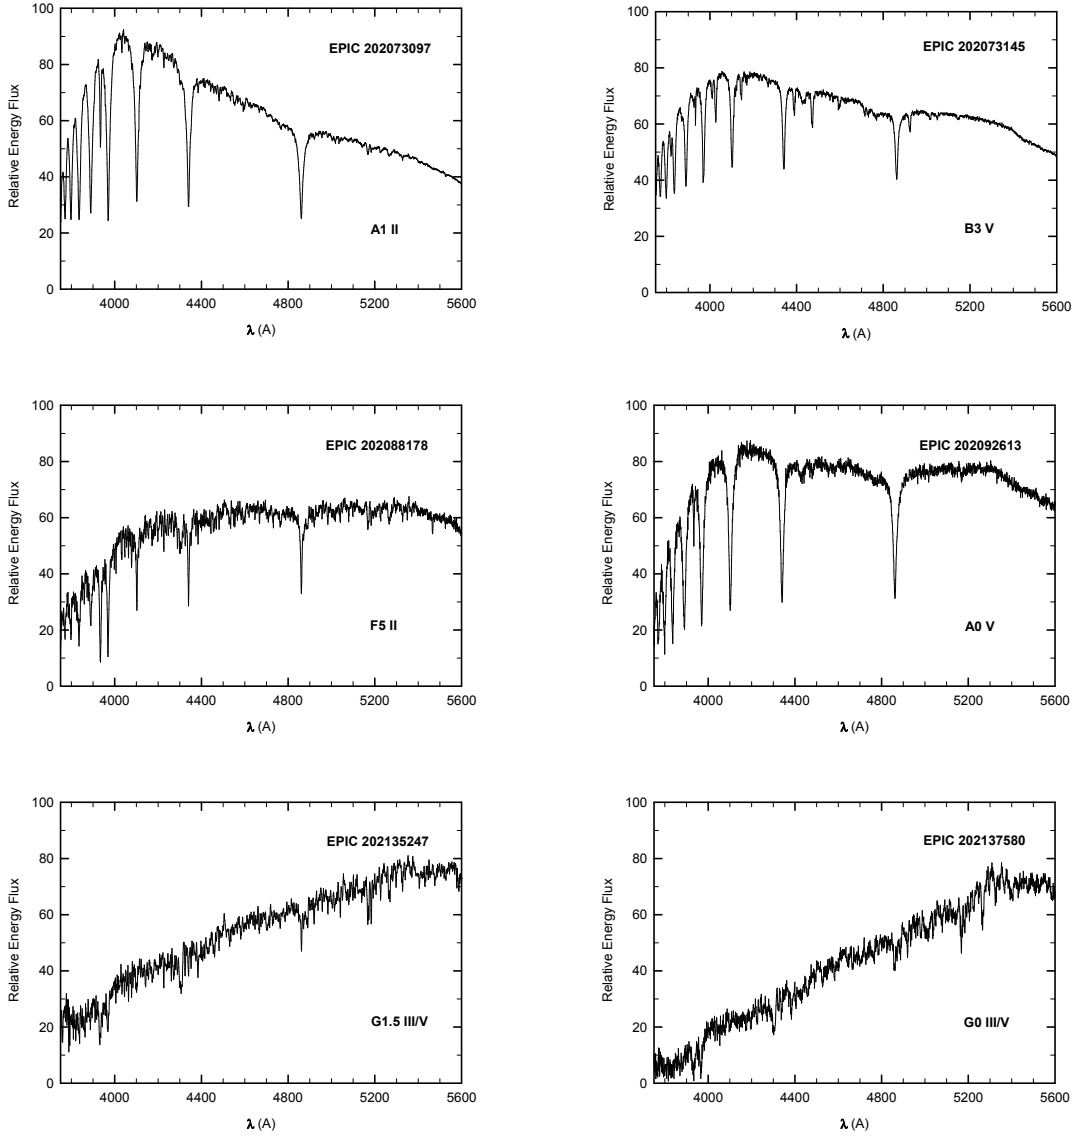 100
80
60
40
20
0
Relative Energy Flux
EPIC 202073097
A1 II
4000 4400 4800 5200 5600
λ (A)
100
80
60
40
20
0
Relative Energy Flux
EPIC 202073145
B3 V
4000 4400 4800 5200 5600
λ (A)
100
80
60
40
20
0
Relative Energy Flux
EPIC 202088178
F5 II
4000 4400 4800 5200 5600
λ (A)
100
80
60
40
20
0
Relative Energy Flux
EPIC 202092613
A0 V
4000 4400 4800 5200 5600
λ (A)
100
80
60
40
20
0
Relative Energy Flux
EPIC 202135247
G1.5 III/V
4000 4400 4800 5200 5600
λ (A)
100
80
60
40
20
0
Relative Energy Flux
EPIC 202137580
G0 III/V
4000 4400 4800 5200 5600
λ (A)